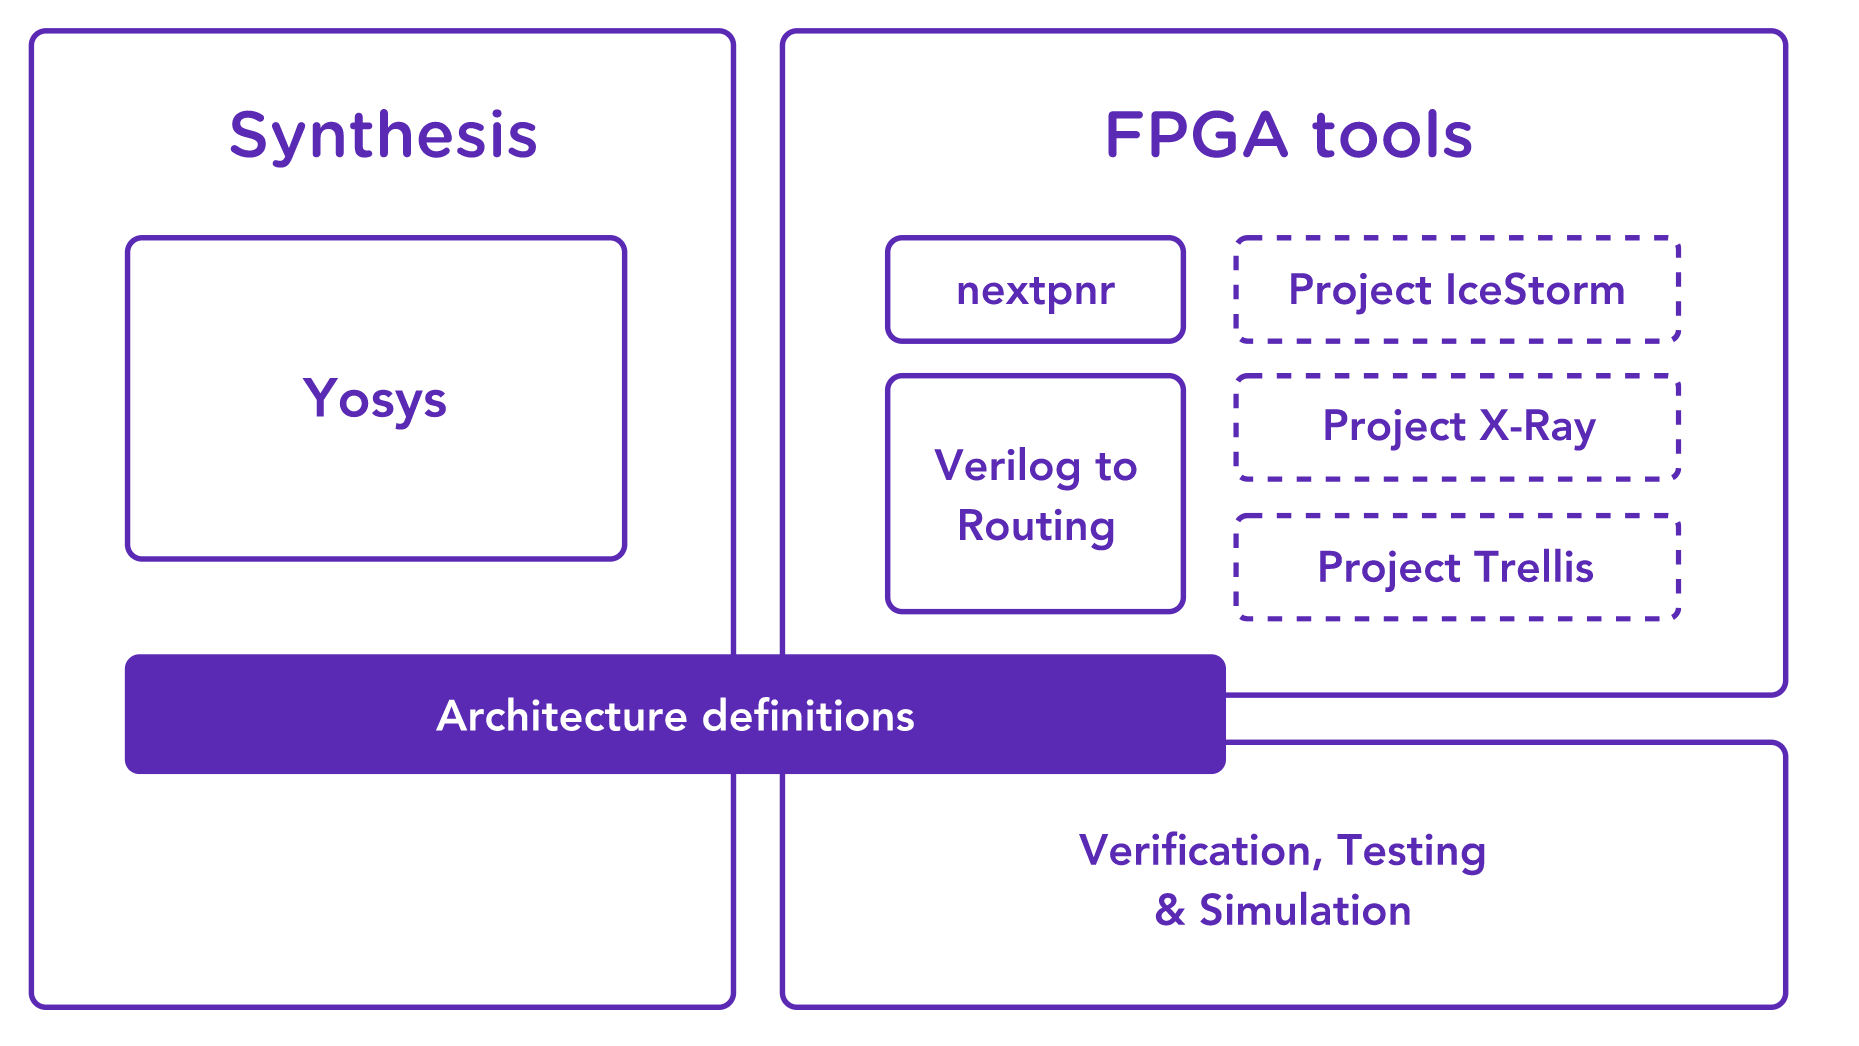 Synthesis
Yosys
FPGA tools
nextpnr
Verilog to
Routing
Project IceStorm
Project X-Ray
Project Trellis
Architecture definitions
Verification, Testing
& Simulation